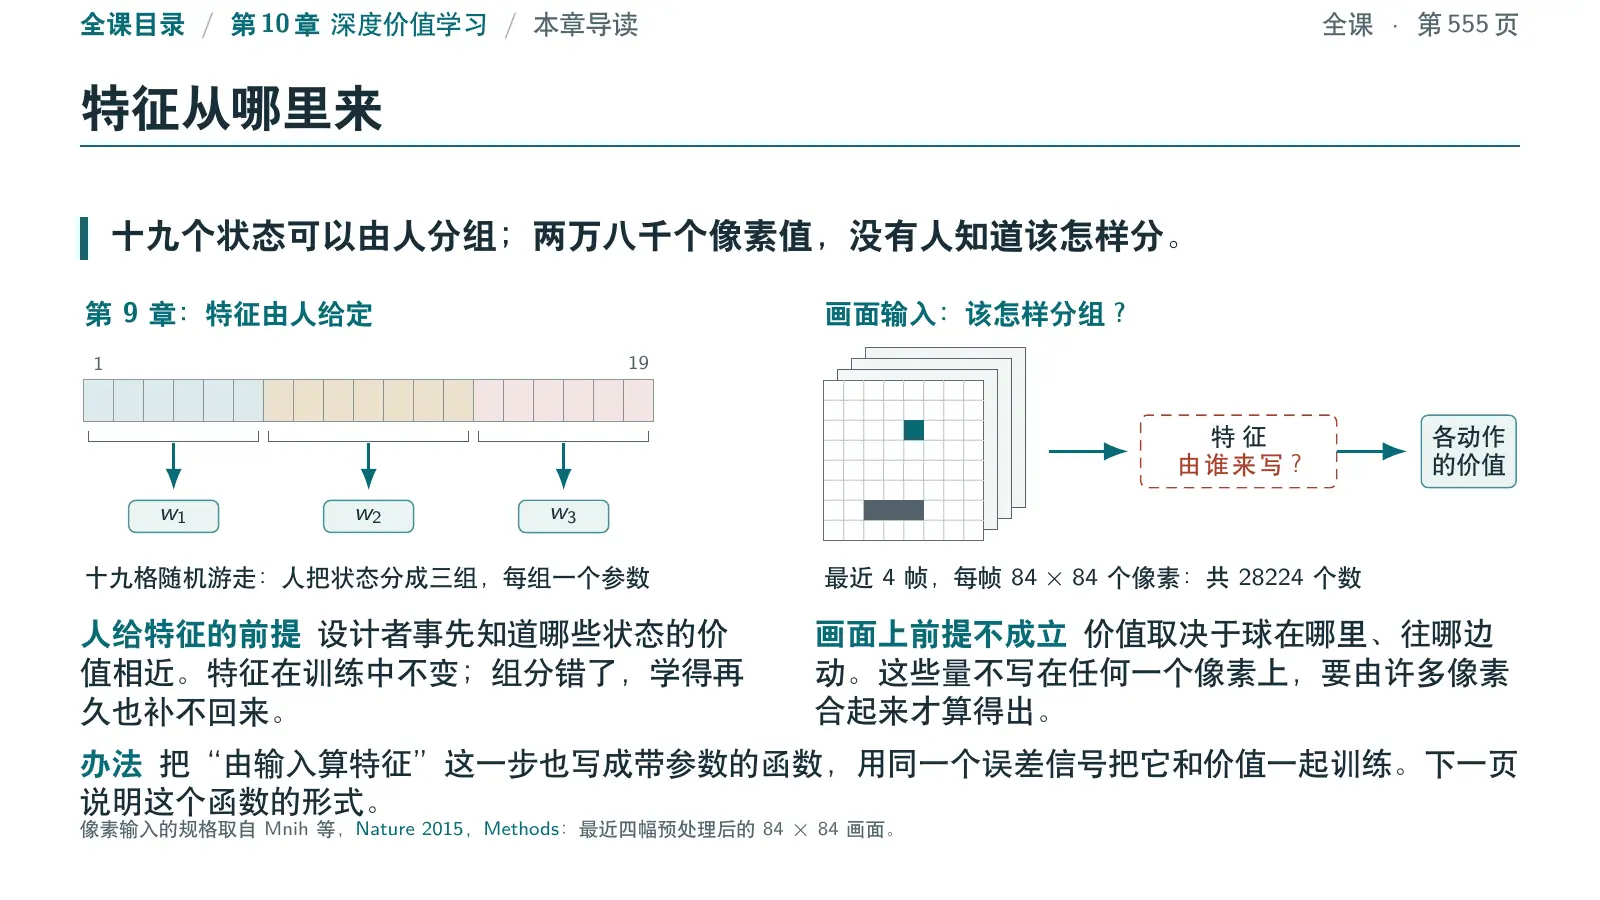 全课目录 / 第 10 章 深度价值学习 / 本章导读
全课 · 第 555 页
特征从哪里来
十九个状态可以由人分组；两万八千个像素值，没有人知道该怎样分。
第 9 章：特征由人给定
1 19
w1 w2 w3
十九格随机游走：人把状态分成三组，每组一个参数
画面输入：该怎样分组？
特 征
由谁来写？
各动作
的价值
最近 4 帧，每帧 84 × 84 个像素：共 28224 个数
人给特征的前提 设计者事先知道哪些状态的价
值相近。特征在训练中不变；组分错了，学得再
久也补不回来。
画面上前提不成立 价值取决于球在哪里、往哪边
动。这些量不写在任何一个像素上，要由许多像素
合起来才算得出。
办法 把“由输入算特征”这一步也写成带参数的函数，用同一个误差信号把它和价值一起训练。下一页
说明这个函数的形式。
像素输入的规格取自 Mnih 等，Nature 2015，Methods：最近四幅预处理后的 84 × 84 画面。